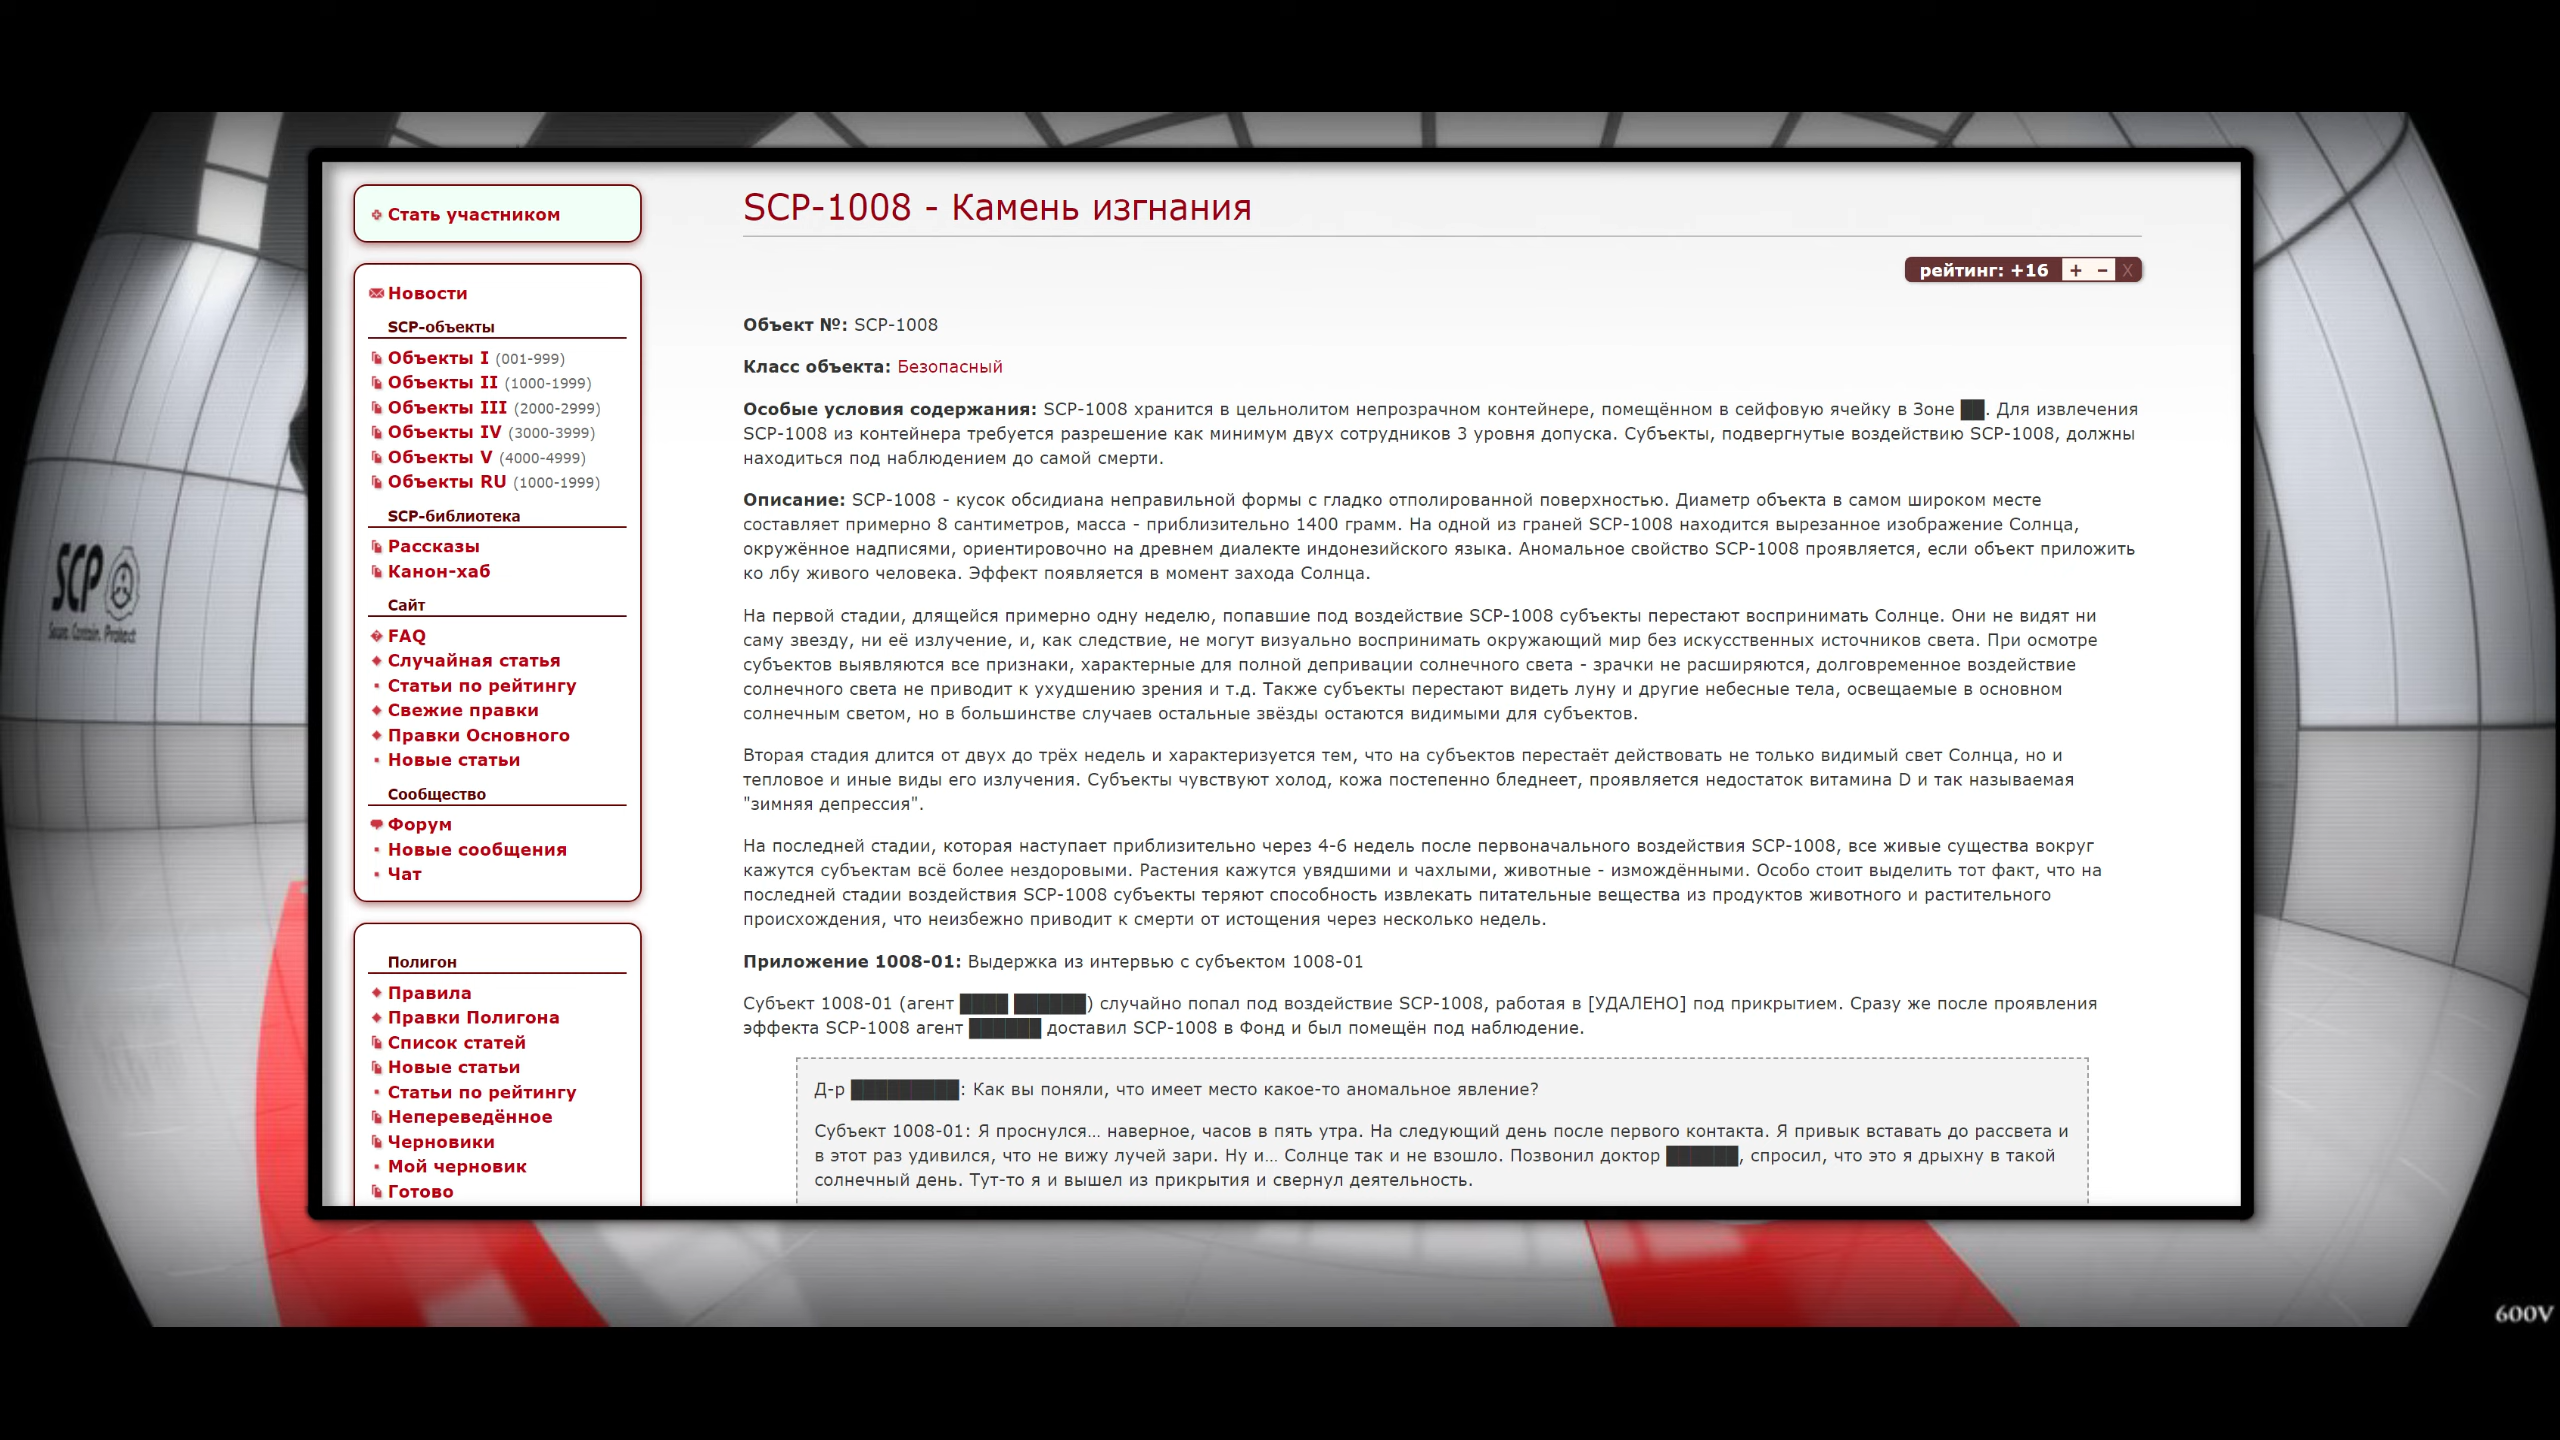 Стать участником
Новости
SCP-объекты
Объекты I (001-999)
Объекты II (1000-1999)
Объекты III (2000-2999)
Объекты IV (3000-3999)
Объекты V (4000-4999)
Объекты RU (1000-1999)
SCP-библиотека
Рассказы
Канон-хаб
Сайт
FAQ
Случайная статья
Статьи по рейтингу
Свежие правки
Правки Основного
Новые статьи
Сообщество
Форум
Новые сообщения
Чат
Полигон
Правила
Правки Полигона
Список статей
Новые статьи
Статьи по рейтингу
Непереведённое
Черновики
Мой черновик
Готово
SCP-1008 - Камень изгнания
рейтинг: +16 + – X
Объект №: SCP-1008
Класс объекта: Безопасный
Особые условия содержания: SCP-1008 хранится в цельнолитом непрозрачном контейнере, помещённом в сейфовую ячейку в Зоне ██. Для извлечения
SCP-1008 из контейнера требуется разрешение как минимум двух сотрудников 3 уровня допуска. Субъекты, подвергнутые воздействию SCP-1008, должны
находиться под наблюдением до самой смерти.
Описание: SCP-1008 - кусок обсидиана неправильной формы с гладко отполированной поверхностью. Диаметр объекта в самом широком месте
составляет примерно 8 сантиметров, масса - приблизительно 1400 грамм. На одной из граней SCP-1008 находится вырезанное изображение Солнца,
окружённое надписями, ориентировочно на древнем диалекте индонезийского языка. Аномальное свойство SCP-1008 проявляется, если объект приложить
ко лбу живого человека. Эффект появляется в момент захода Солнца.
На первой стадии, длящейся примерно одну неделю, попавшие под воздействие SCP-1008 субъекты перестают воспринимать Солнце. Они не видят ни
саму звезду, ни её излучение, и, как следствие, не могут визуально воспринимать окружающий мир без искусственных источников света. При осмотре
субъектов выявляются все признаки, характерные для полной депривации солнечного света - зрачки не расширяются, долговременное воздействие
солнечного света не приводит к ухудшению зрения и т.д. Также субъекты перестают видеть луну и другие небесные тела, освещаемые в основном
солнечным светом, но в большинстве случаев остальные звёзды остаются видимыми для субъектов.
Вторая стадия длится от двух до трёх недель и характеризуется тем, что на субъектов перестаёт действовать не только видимый свет Солнца, но и
тепловое и иные виды его излучения. Субъекты чувствуют холод, кожа постепенно бледнеет, проявляется недостаток витамина D и так называемая
"зимняя депрессия".
На последней стадии, которая наступает приблизительно через 4-6 недель после первоначального воздействия SCP-1008, все живые существа вокруг
кажутся субъектам всё более нездоровыми. Растения кажутся увядшими и чахлыми, животные - измождёнными. Особо стоит выделить тот факт, что на
последней стадии воздействия SCP-1008 субъекты теряют способность извлекать питательные вещества из продуктов животного и растительного
происхождения, что неизбежно приводит к смерти от истощения через несколько недель.
Приложение 1008-01: Выдержка из интервью с субъектом 1008-01
Субъект 1008-01 (агент ████ ██████) случайно попал под воздействие SCP-1008, работая в [УДАЛЕНО] под прикрытием. Сразу же после проявления
эффекта SCP-1008 агент ██████ доставил SCP-1008 в Фонд и был помещён под наблюдение.
Д-р █████████: Как вы поняли, что имеет место какое-то аномальное явление?
Субъект 1008-01: Я проснулся… наверное, часов в пять утра. На следующий день после первого контакта. Я привык вставать до рассвета и
в этот раз удивился, что не вижу лучей зари. Ну и… Солнце так и не взошло. Позвонил доктор ██████, спросил, что это я дрыхну в такой
солнечный день. Тут-то я и вышел из прикрытия и свернул деятельность.
SCP
Secure. Contain. Protect
600V